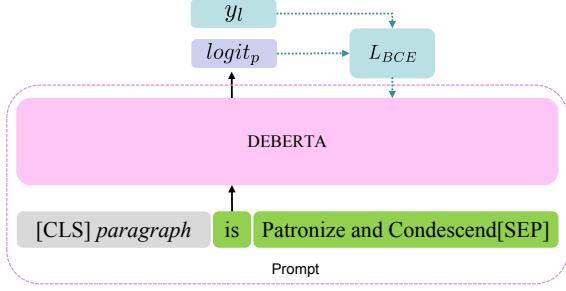 y_l
logit_p
L_BCE
DEBERTA
[CLS] paragraph is Patronize and Condescend[SEP]
Prompt